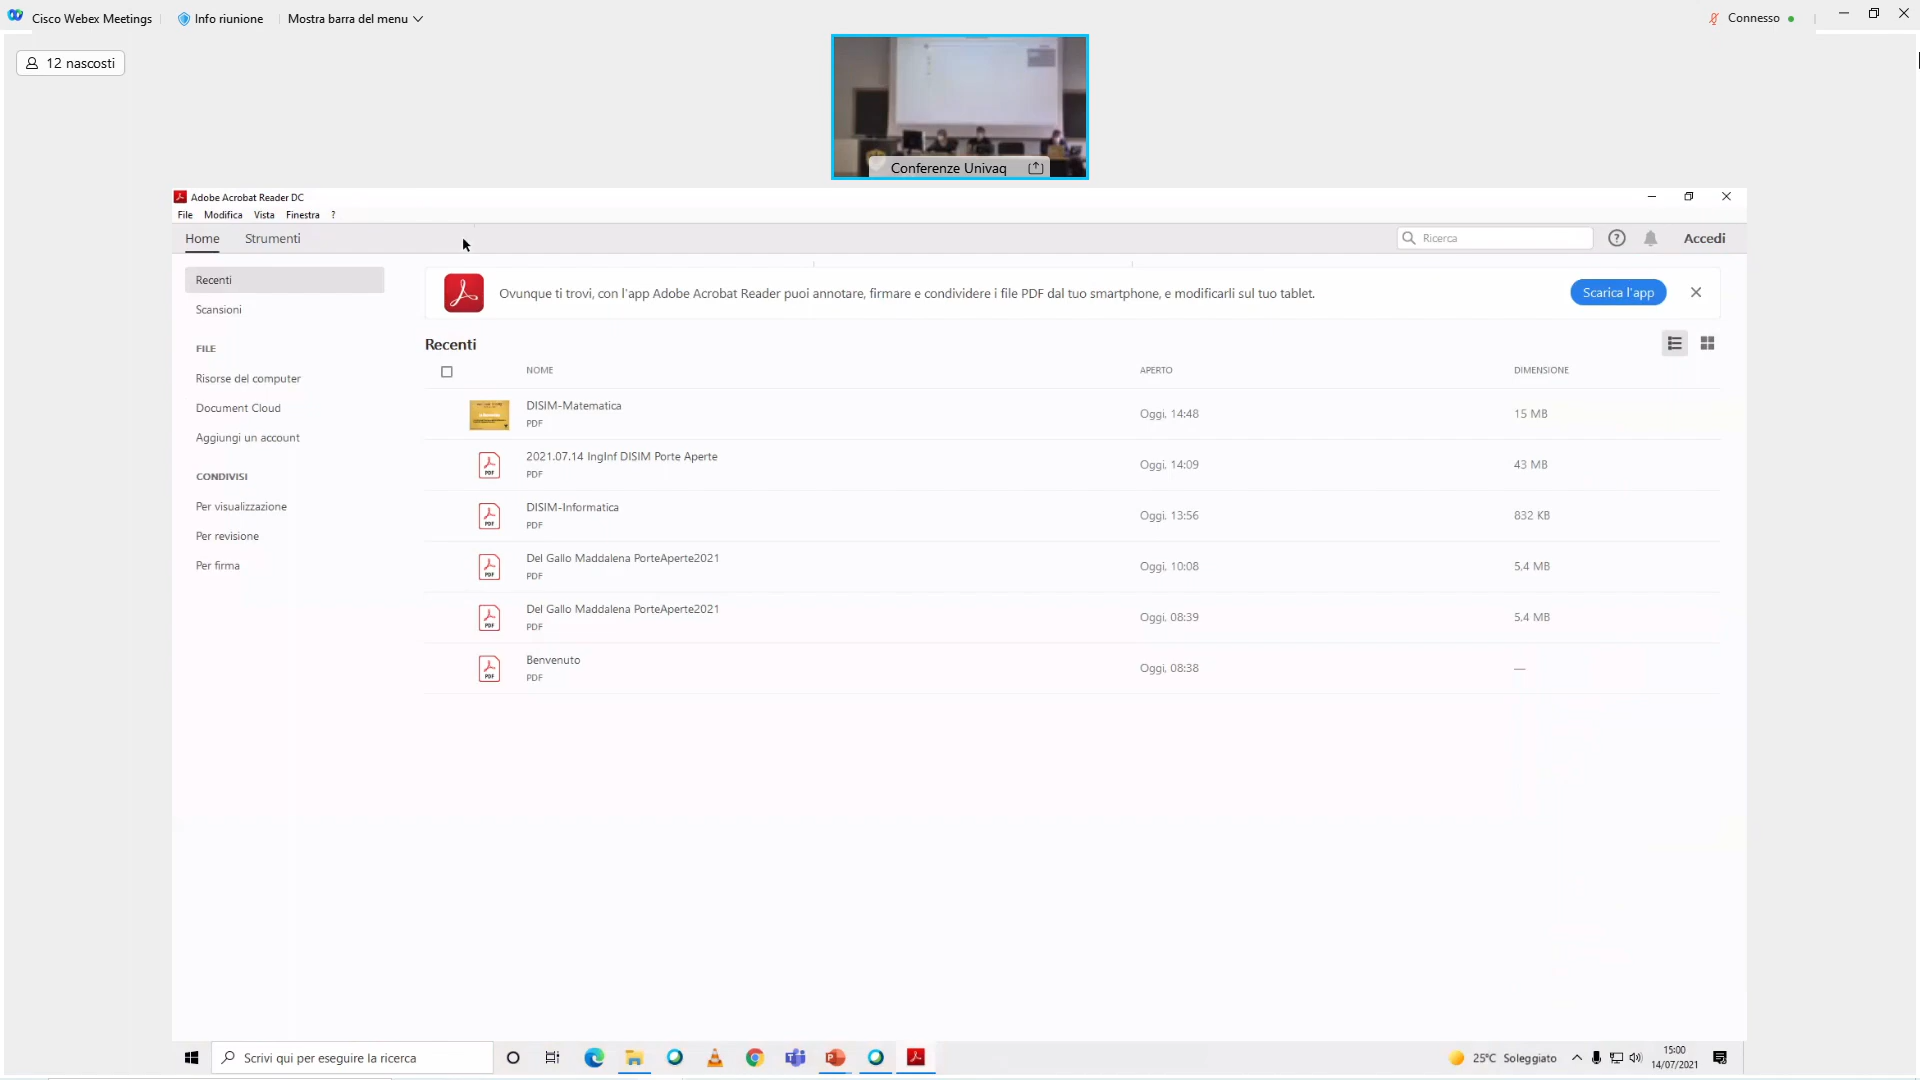 Cisco Webex Meetings Info riunione Mostra barra del menu Connesso
12 nascosti
Conferenze Univaq
Adobe Acrobat Reader DC
File Modifica Vista Finestra ?
Home Strumenti Ricerca Accedi
Recenti
Scansioni
FILE
Risorse del computer
Document Cloud
Aggiungi un account
CONDIVISI
Per visualizzazione
Per revisione
Per firma
Ovunque ti trovi, con l'app Adobe Acrobat Reader puoi annotare, firmare e condividere i file PDF dal tuo smartphone, e modificarli sul tuo tablet. Scarica l'app
Recenti
NOME APERTO DIMENSIONE
DISIM-Matematica Oggi, 14:48 15 MB
PDF
2021.07.14 IngInf DISIM Porte Aperte Oggi, 14:09 43 MB
PDF
DISIM-Informatica Oggi, 13:56 832 KB
PDF
Del Gallo Maddalena PorteAperte2021 Oggi, 10:08 5.4 MB
PDF
Del Gallo Maddalena PorteAperte2021 Oggi, 08:39 5.4 MB
PDF
Benvenuto Oggi, 08:38 —
PDF
Scrivi qui per eseguire la ricerca 25°C Soleggiato 15:00
14/07/2021